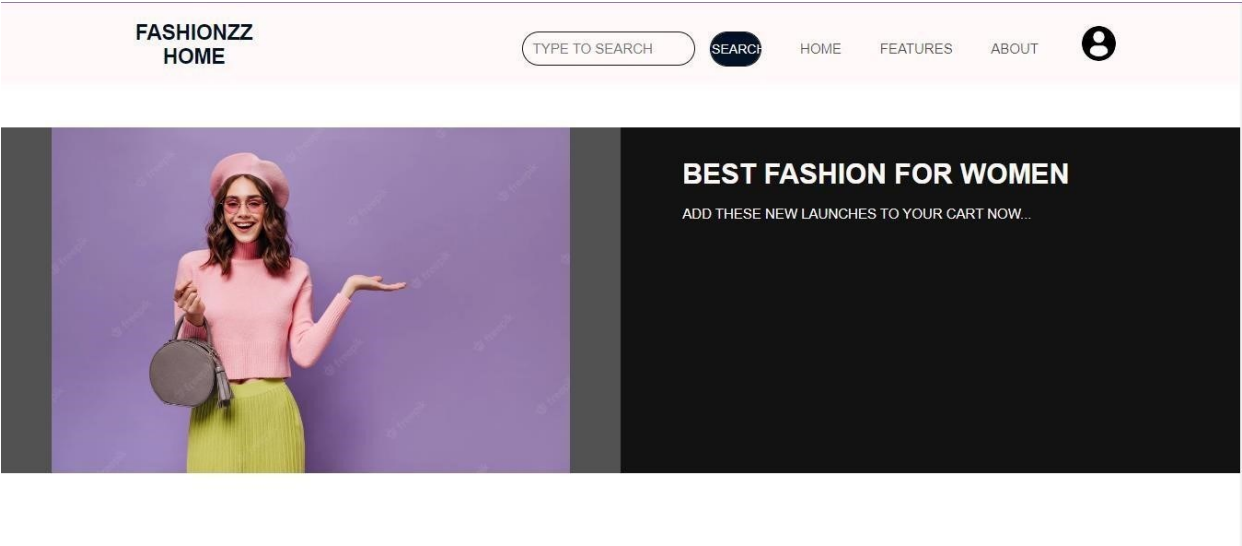 FASHIONZZ
HOME
TYPE TO SEARCH
SEARCH
HOME
FEATURES
ABOUT
BEST FASHION FOR WOMEN
ADD THESE NEW LAUNCHES TO YOUR CART NOW...